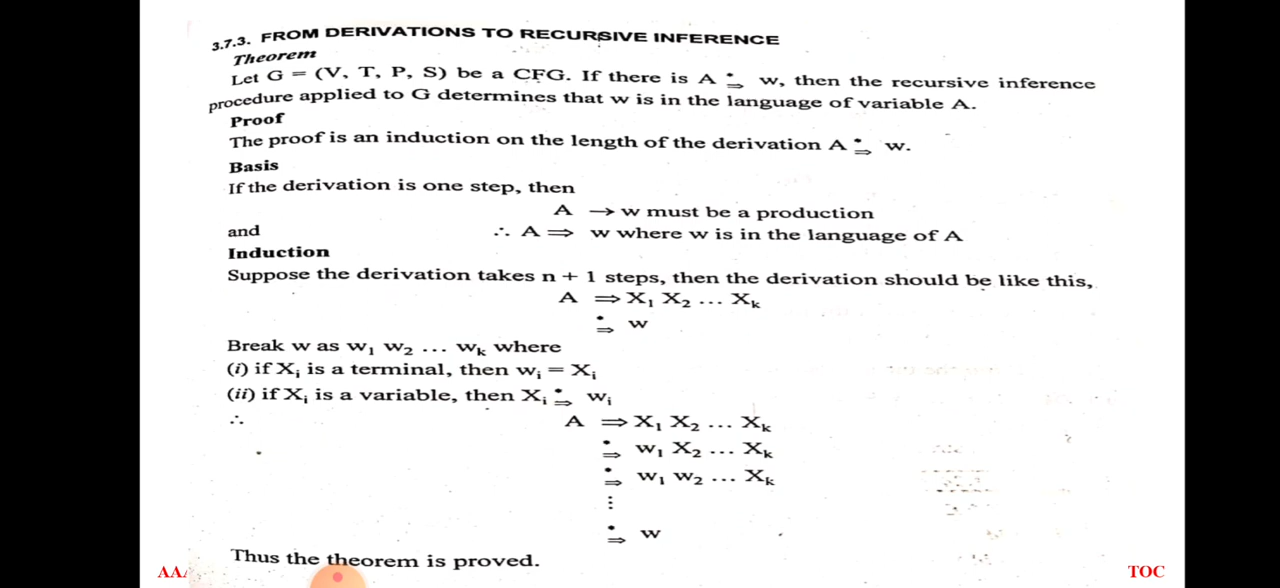 3.7.3. FROM DERIVATIONS TO RECURSIVE INFERENCE
Theorem
Let G = (V, T, P, S) be a CFG. If there is A ⇒* w, then the recursive inference
procedure applied to G determines that w is in the language of variable A.
Proof
The proof is an induction on the length of the derivation A ⇒* w.
Basis
If the derivation is one step, then
A → w must be a production
and ∴ A ⇒ w where w is in the language of A
Induction
Suppose the derivation takes n + 1 steps, then the derivation should be like this,
A ⇒ X₁ X₂ ... Xₖ
⇒* w
Break w as w₁ w₂ ... wₖ where
(i) if Xᵢ is a terminal, then wᵢ = Xᵢ
(ii) if Xᵢ is a variable, then Xᵢ ⇒* wᵢ
∴ A ⇒ X₁ X₂ ... Xₖ
⇒* w₁ X₂ ... Xₖ
⇒* w₁ w₂ ... Xₖ
⋮
⇒* w
Thus the theorem is proved.
AA TOC